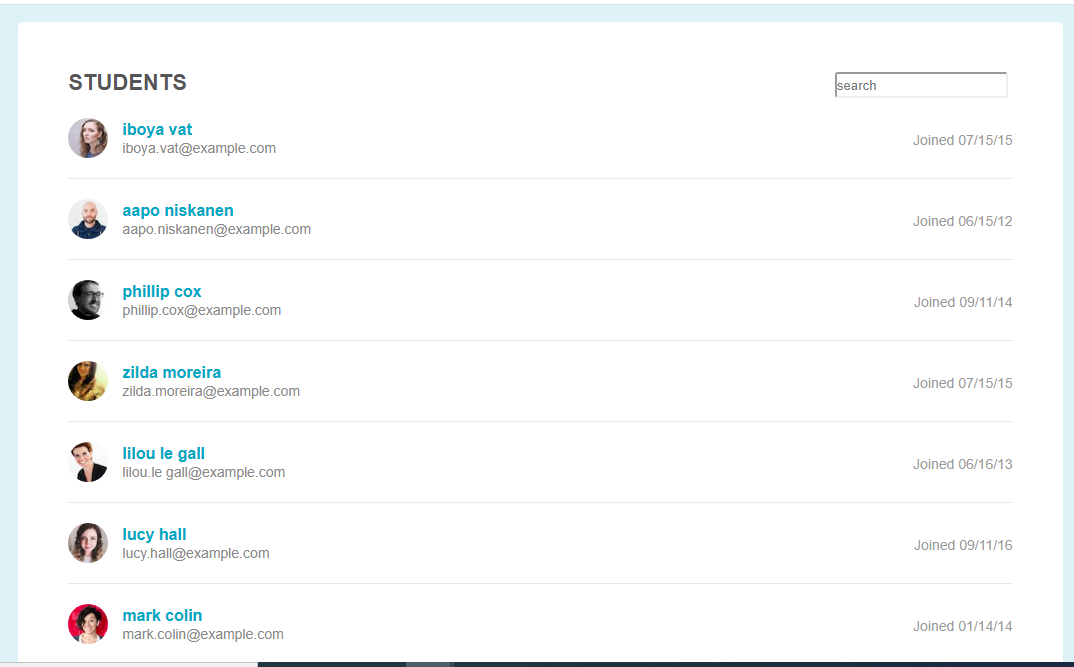 STUDENTS
search
iboya vat
iboya.vat@example.com
Joined 07/15/15
aapo niskanen
aapo.niskanen@example.com
Joined 06/15/12
phillip cox
phillip.cox@example.com
Joined 09/11/14
zilda moreira
zilda.moreira@example.com
Joined 07/15/15
lilou le gall
lilou.le gall@example.com
Joined 06/16/13
lucy hall
lucy.hall@example.com
Joined 09/11/16
mark colin
mark.colin@example.com
Joined 01/14/14